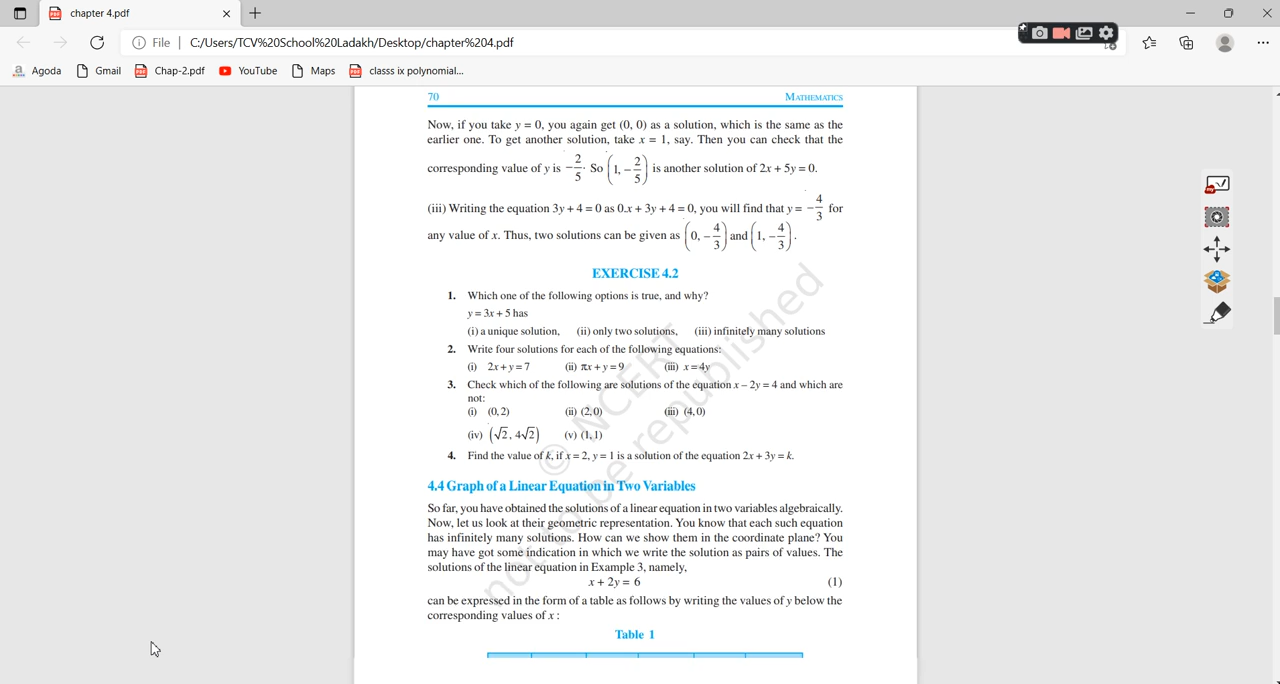 chapter 4.pdf
File | C:/Users/TCV%20School%20Ladakh/Desktop/chapter%204.pdf
Agoda Gmail Chap-2.pdf YouTube Maps classs ix polynomial...
70 MATHEMATICS
Now, if you take y = 0, you again get (0, 0) as a solution, which is the same as the
earlier one. To get another solution, take x = 1, say. Then you can check that the
corresponding value of y is −2/5. So (1, −2/5) is another solution of 2x + 5y = 0.
(iii) Writing the equation 3y + 4 = 0 as 0.x + 3y + 4 = 0, you will find that y = −4/3 for
any value of x. Thus, two solutions can be given as (0, −4/3) and (1, −4/3).
EXERCISE 4.2
1. Which one of the following options is true, and why?
y = 3x + 5 has
(i) a unique solution, (ii) only two solutions, (iii) infinitely many solutions
2. Write four solutions for each of the following equations:
(i) 2x + y = 7 (ii) πx + y = 9 (iii) x = 4y
3. Check which of the following are solutions of the equation x – 2y = 4 and which are
not:
(i) (0, 2) (ii) (2, 0) (iii) (4, 0)
(iv) (√2, 4√2) (v) (1, 1)
4. Find the value of k, if x = 2, y = 1 is a solution of the equation 2x + 3y = k.
4.4 Graph of a Linear Equation in Two Variables
So far, you have obtained the solutions of a linear equation in two variables algebraically.
Now, let us look at their geometric representation. You know that each such equation
has infinitely many solutions. How can we show them in the coordinate plane? You
may have got some indication in which we write the solution as pairs of values. The
solutions of the linear equation in Example 3, namely,
x + 2y = 6 (1)
can be expressed in the form of a table as follows by writing the values of y below the
corresponding values of x :
Table 1
© NCERT
not to be republished